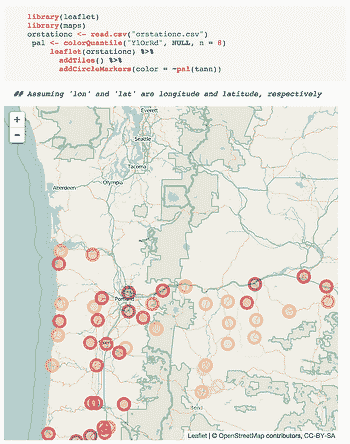 library(leaflet)
library(maps)
orstationc <- read.csv("orstationc.csv")
pal <- colorQuantile("YlOrRd", NULL, n = 8)
leaflet(orstationc) %>%
addTiles() %>%
addCircleMarkers(color = ~pal(tann))
## Assuming 'lon' and 'lat' are longitude and latitude, respectively
+
-
Everett
Seattle
Tacoma
Olympia
Aberdeen
Portland
Bend
Leaflet | © OpenStreetMap contributors, CC-BY-SA